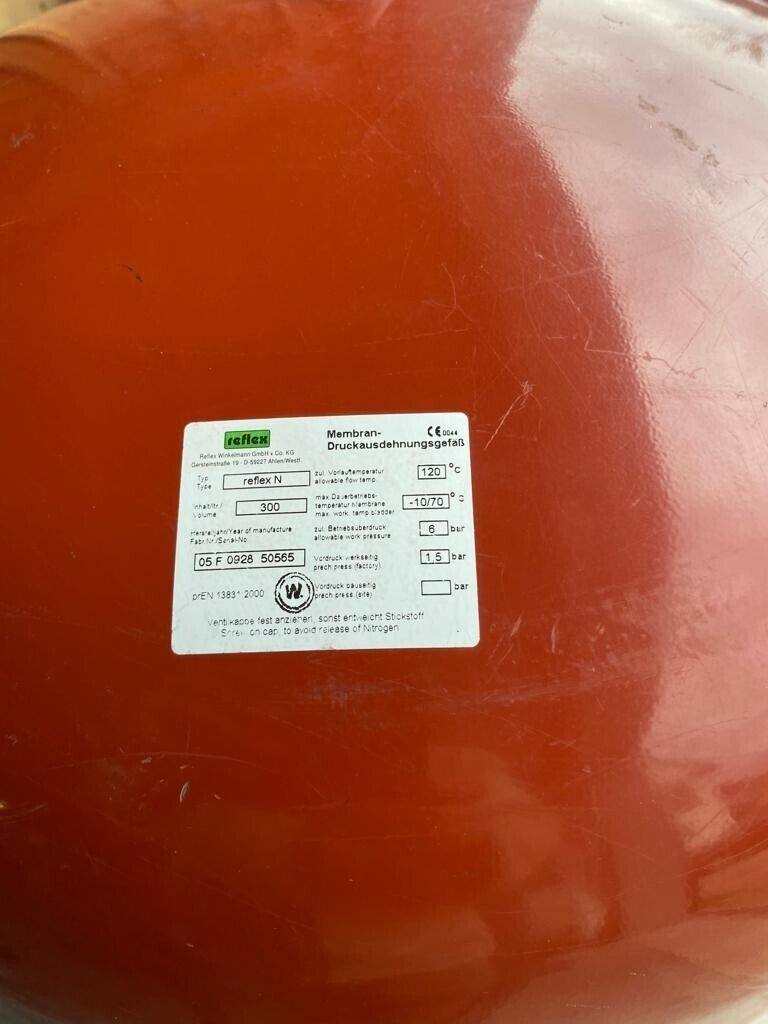 reflex
Reflex Winkelmann GmbH + Co. KG
Gersteinstraße 19 - D-59227 Ahlen/Westf.
Membran-
Druckausdehnungsgefäß
CE 0044
Typ
Type
reflex N
Inhalt/ltr./
Volume
300
Herstelljahr/Year of manufacture
Fabr.Nr./Serial-No.
05 F 0928 50565
prEN 13831:2000
W.
zul. Vorlauftemperatur
allowable flow temp.
120 °C
max.Dauerbetriebs-
temperatur Membrane
max. work. temp.bladder
-10/70 °C
zul. Betriebsüberdruck
allowable work pressure
6 bar
Vordruck werkseitig
prech.press (factory)
1,5 bar
Vordruck bauseitig
prech.press (site)
bar
Ventilkappe fest anziehen, sonst entweicht Stickstoff
Screw on cap, to avoid release of Nitrogen